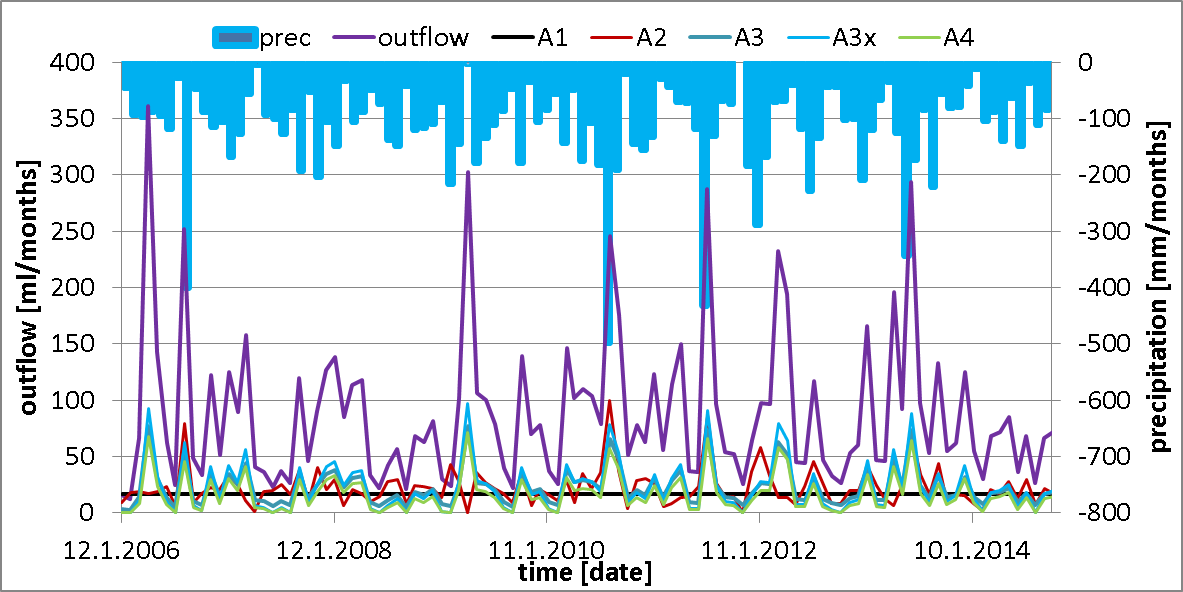 prec outflow A1 A2 A3 A3x A4
400 0
350 -100
300 -200
250 -300
200 -400
150 -500
100 -600
50 -700
0 -800
outflow [ml/months]
precipitation [mm/months]
12.1.2006 12.1.2008 11.1.2010 11.1.2012 10.1.2014
time [date]